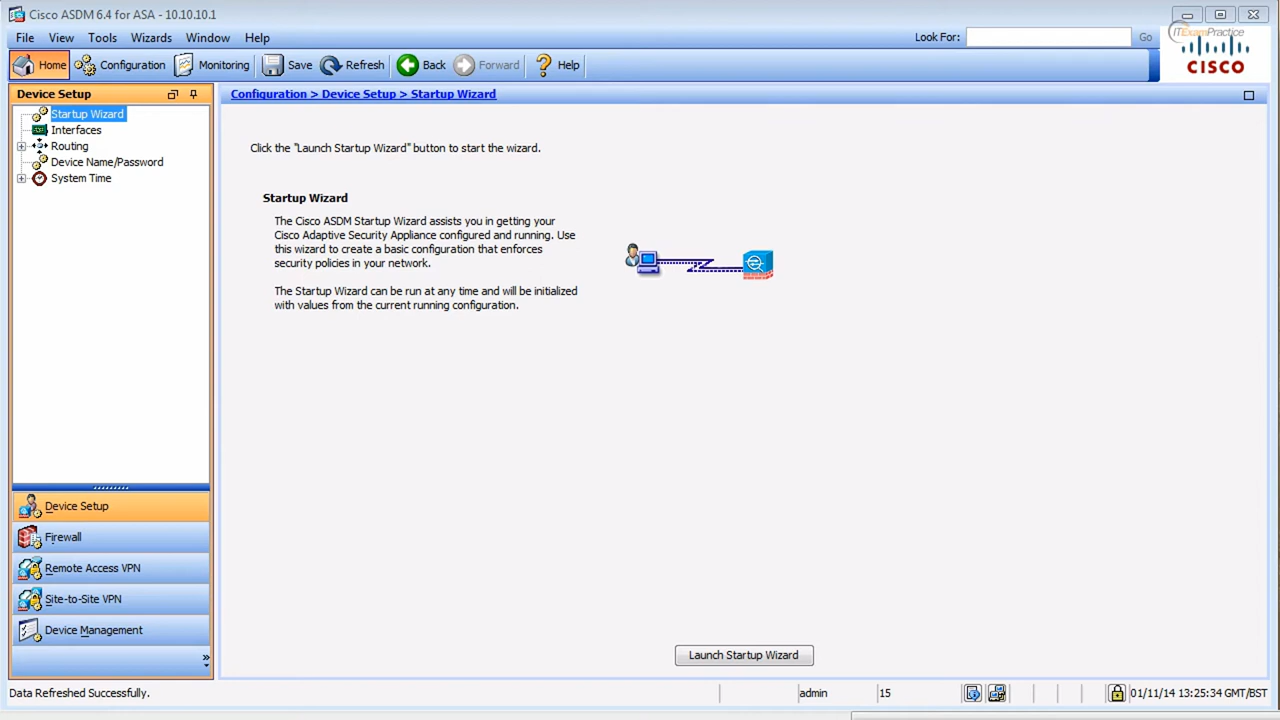 Cisco ASDM 6.4 for ASA - 10.10.10.1
File View Tools Wizards Window Help Look For: Go
ITExamPractice
CISCO
Home Configuration Monitoring Save Refresh Back Forward Help
Device Setup
Startup Wizard
Interfaces
Routing
Device Name/Password
System Time
Device Setup
Firewall
Remote Access VPN
Site-to-Site VPN
Device Management
Configuration > Device Setup > Startup Wizard
Click the "Launch Startup Wizard" button to start the wizard.
Startup Wizard
The Cisco ASDM Startup Wizard assists you in getting your
Cisco Adaptive Security Appliance configured and running. Use
this wizard to create a basic configuration that enforces
security policies in your network.
The Startup Wizard can be run at any time and will be initialized
with values from the current running configuration.
Launch Startup Wizard
Data Refreshed Successfully. admin 15 01/11/14 13:25:34 GMT/BST